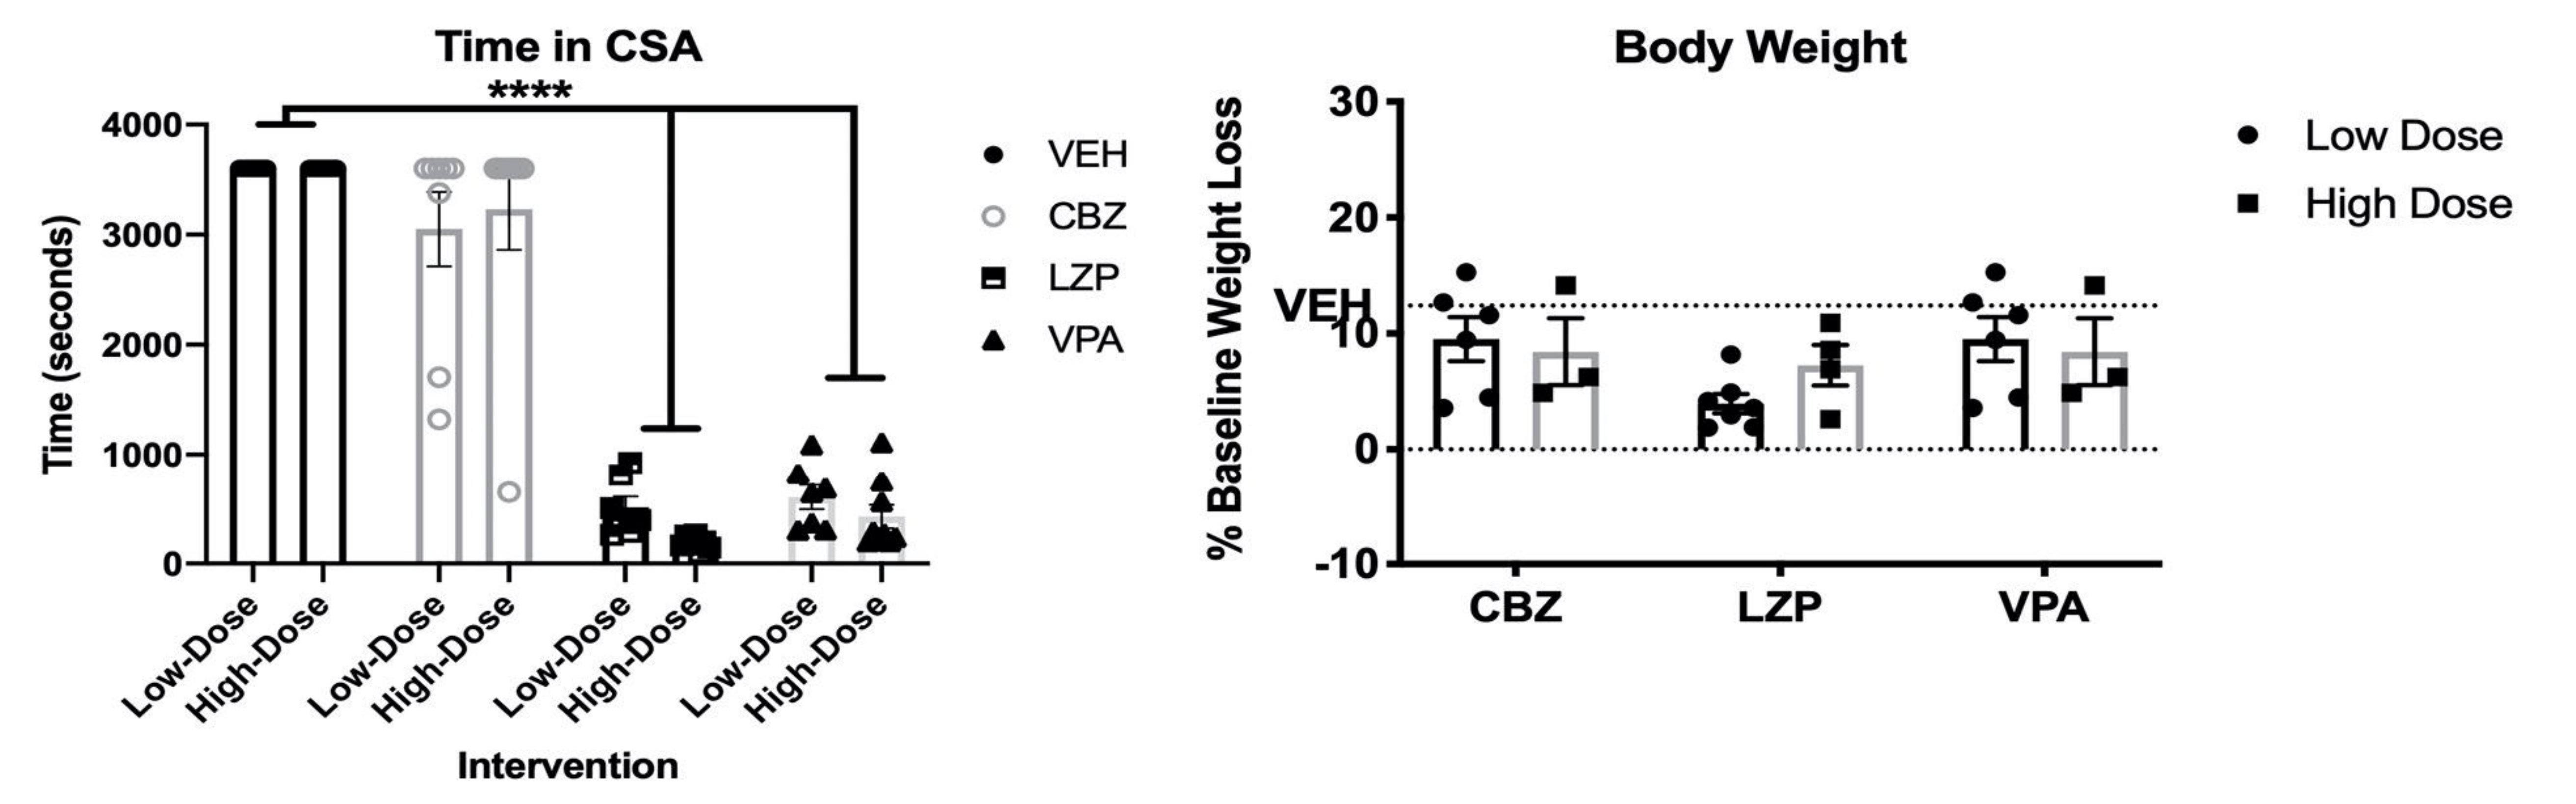 Time in CSA
****
4000
3000
2000
1000
0
Time (seconds)
Low-Dose
High-Dose
Low-Dose
High-Dose
Low-Dose
High-Dose
Low-Dose
High-Dose
Intervention
VEH
CBZ
LZP
VPA
Body Weight
% Baseline Weight Loss
30
20
VEH
10
0
-10
CBZ
LZP
VPA
Low Dose
High Dose